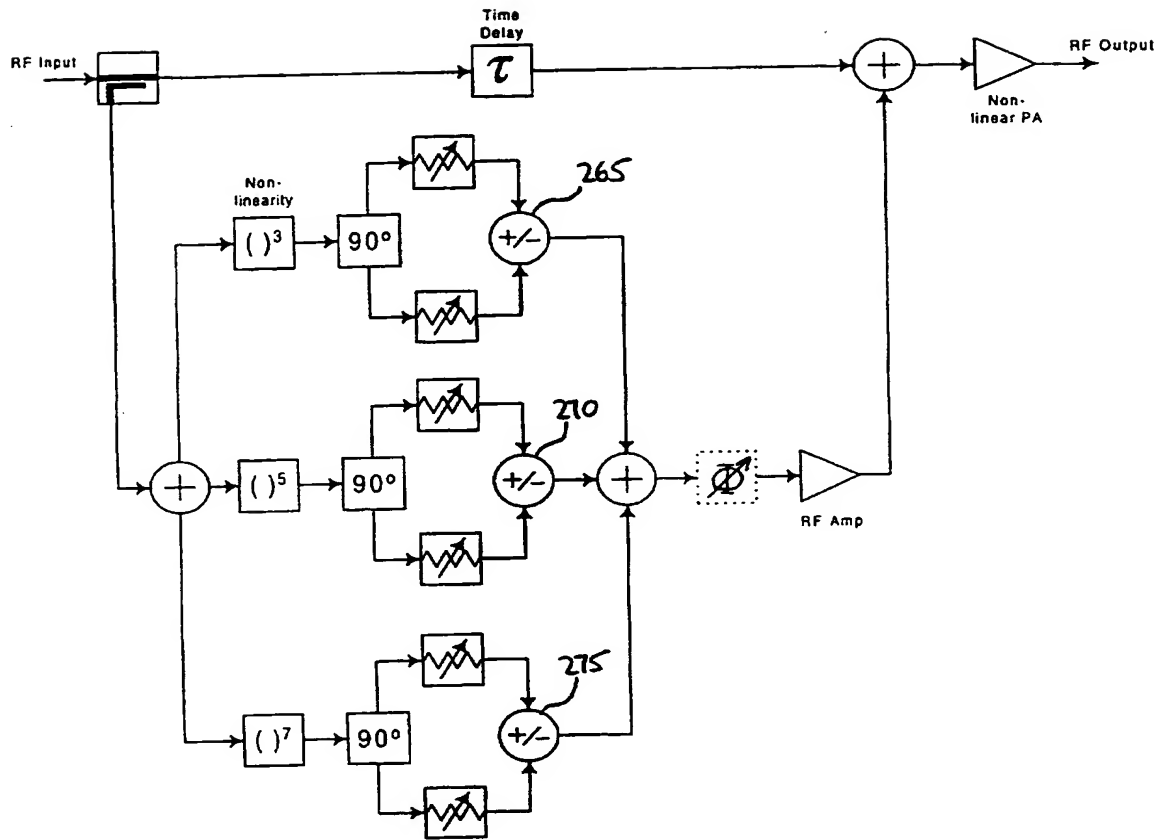 Time
Delay
RF Input
τ
+
RF Output
Non-
linear PA
265
Non-
linearity
( )³
90°
+/-
210
+
( )⁵
90°
+/-
+
Φ
RF Amp
275
( )⁷
90°
+/-